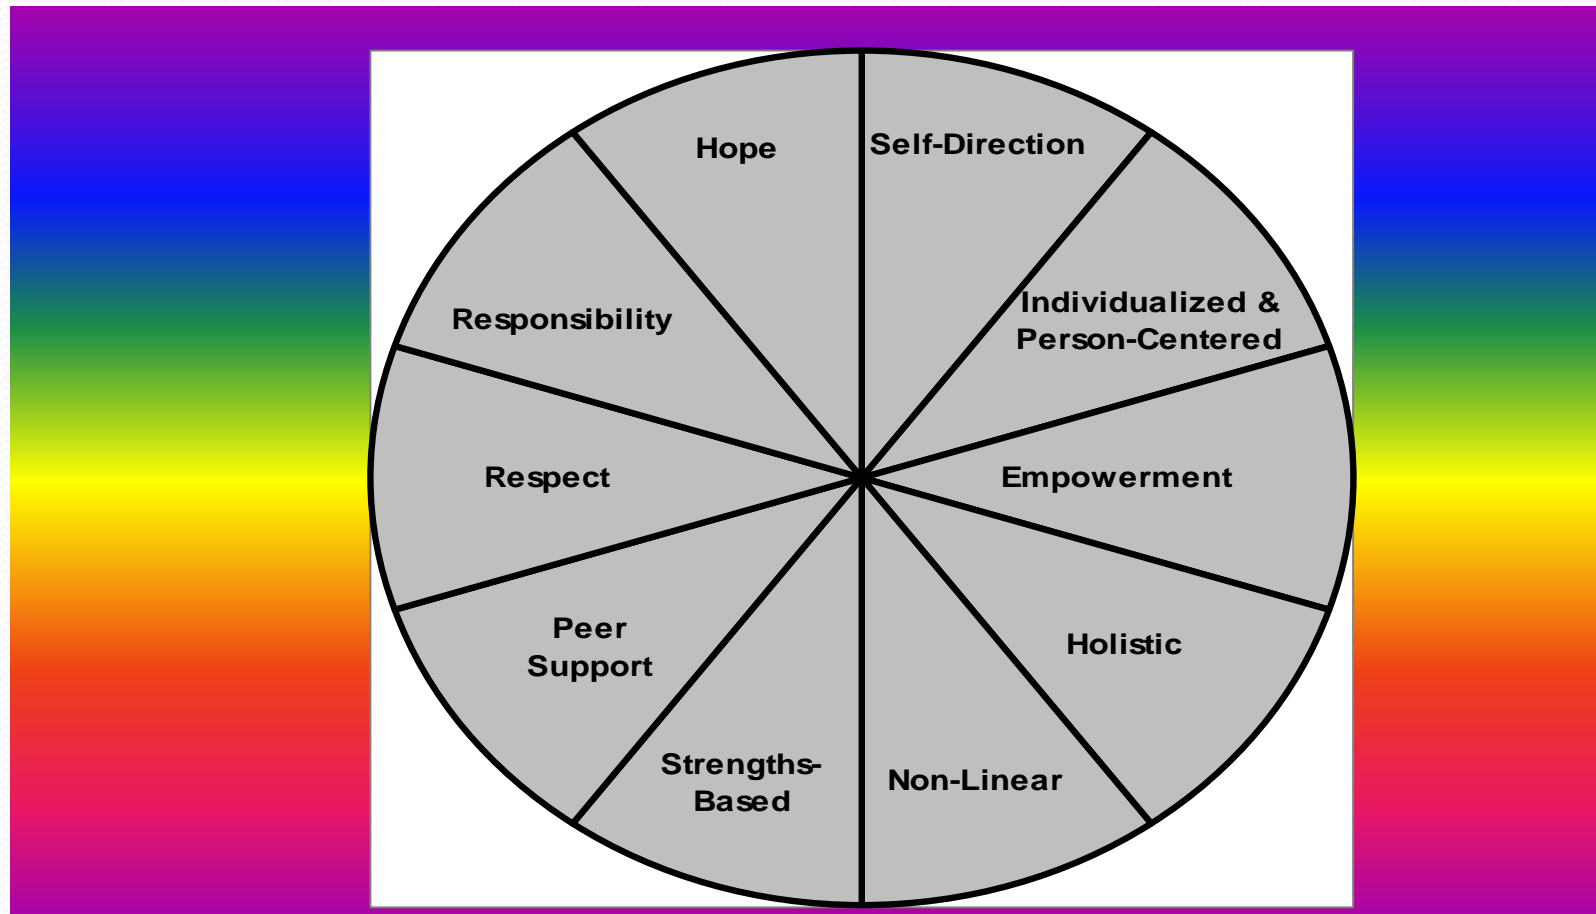 Hope
Self-Direction
Individualized &
Person-Centered
Responsibility
Respect
Empowerment
Peer
Support
Holistic
Strengths-
Based
Non-Linear